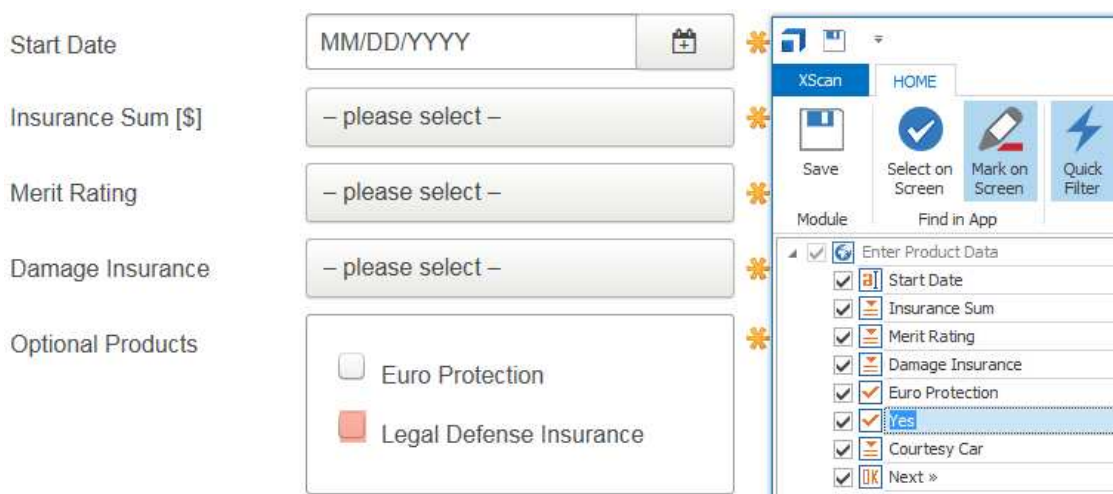 Start Date
MM/DD/YYYY
Insurance Sum [$]
– please select –
Merit Rating
– please select –
Damage Insurance
– please select –
Optional Products
Euro Protection
Legal Defense Insurance
XScan
HOME
Save
Select on
Screen
Mark on
Screen
Quick
Filter
Module
Find in App
Enter Product Data
Start Date
Insurance Sum
Merit Rating
Damage Insurance
Euro Protection
Yes
Courtesy Car
Next »